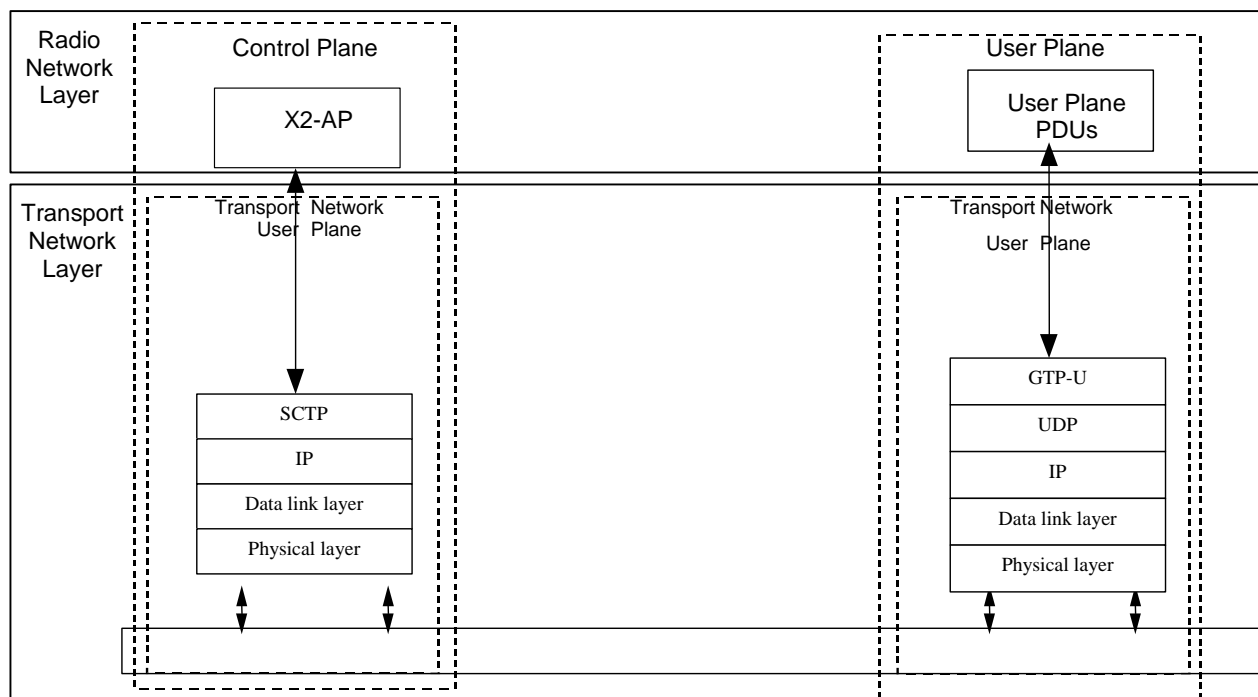 Radio
Network
Layer
Control Plane
X2-AP
User Plane
User Plane
PDUs
Transport
Network
Layer
Transport Network
User Plane
SCTP
IP
Data link layer
Physical layer
Transport Network
User Plane
GTP-U
UDP
IP
Data link layer
Physical layer